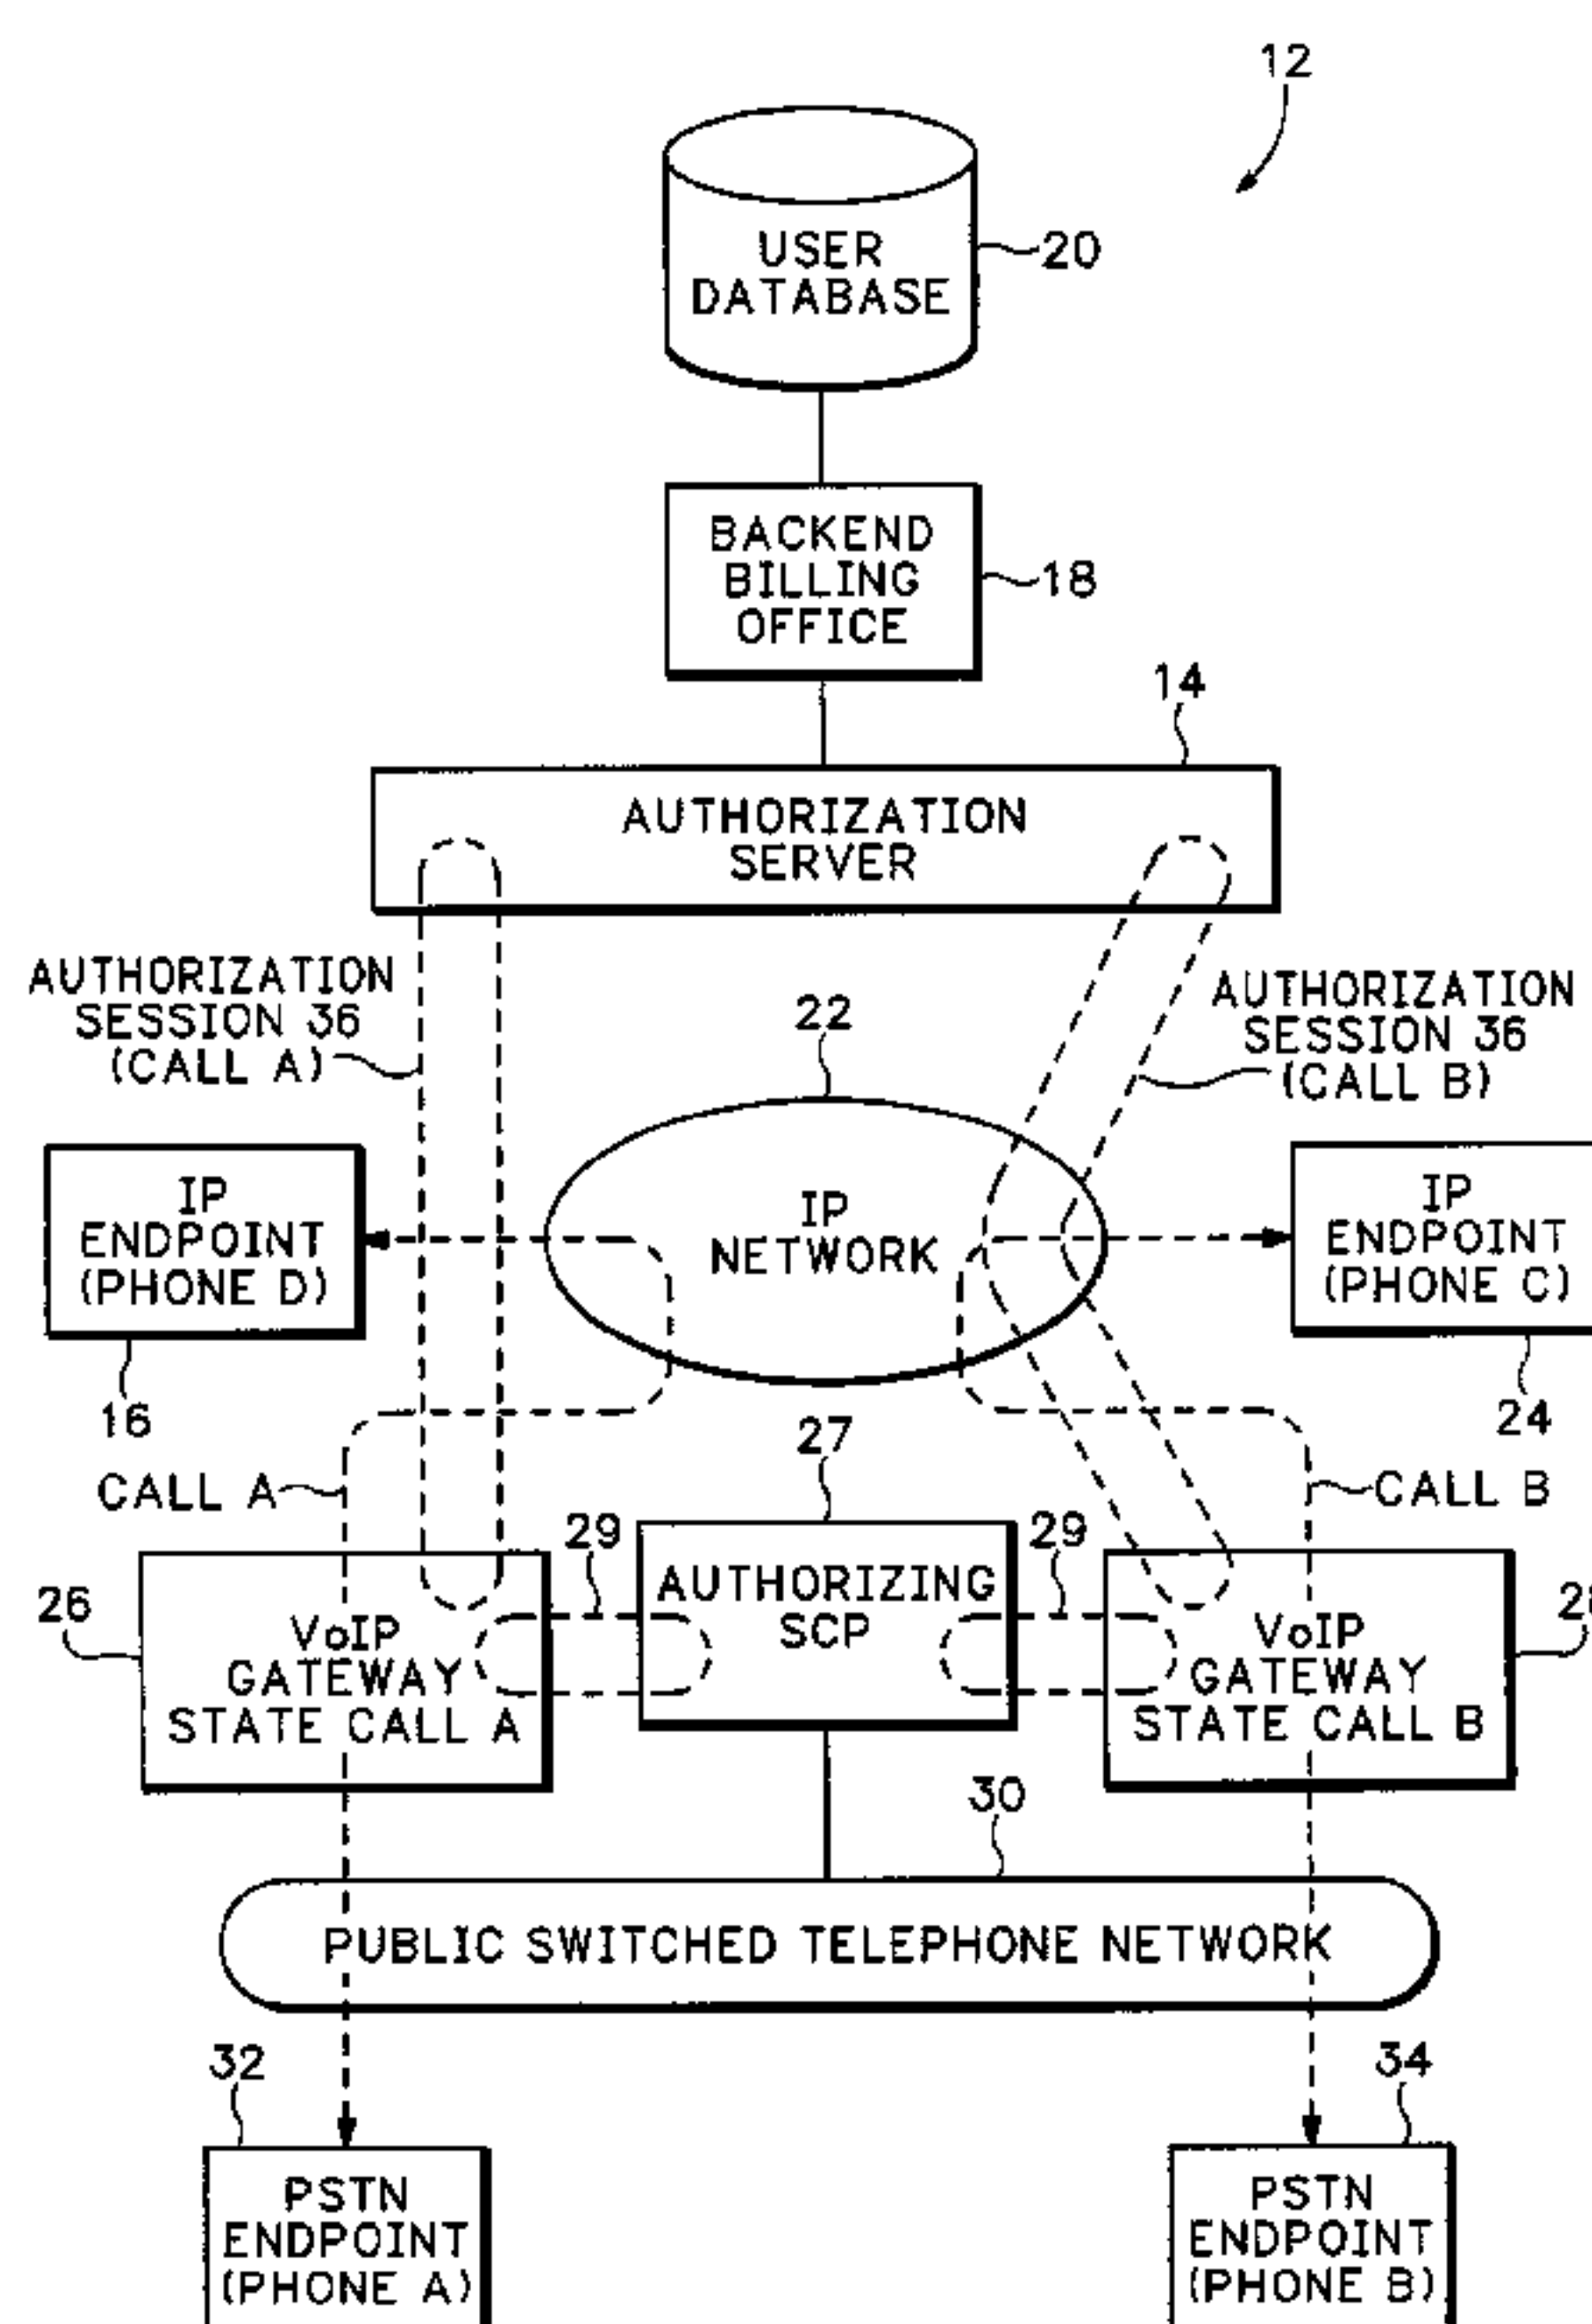 12
USER
DATABASE
20
BACKEND
BILLING
OFFICE
18
14
AUTHORIZATION
SERVER
AUTHORIZATION
SESSION 36
(CALL A)
22
AUTHORIZATION
SESSION 36
(CALL B)
IP
ENDPOINT
(PHONE D)
16
IP
NETWORK
IP
ENDPOINT
(PHONE C)
24
CALL A
27
CALL B
29
29
26
VoIP
GATEWAY
STATE CALL A
AUTHORIZING
SCP
VoIP
GATEWAY
STATE CALL B
30
PUBLIC SWITCHED TELEPHONE NETWORK
32
34
PSTN
ENDPOINT
(PHONE A)
PSTN
ENDPOINT
(PHONE B)